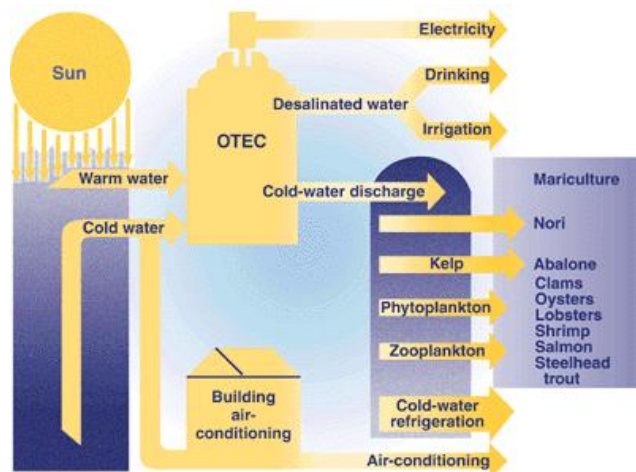 Electricity
Sun
Drinking
Desalinated water
OTEC
Irrigation
Warm water
Cold-water discharge
Mariculture
Cold water
Nori
Kelp
Abalone
Clams
Oysters
Lobsters
Shrimp
Salmon
Steelhead
trout
Phytoplankton
Zooplankton
Building
air-
conditioning
Cold-water
refrigeration
Air-conditioning